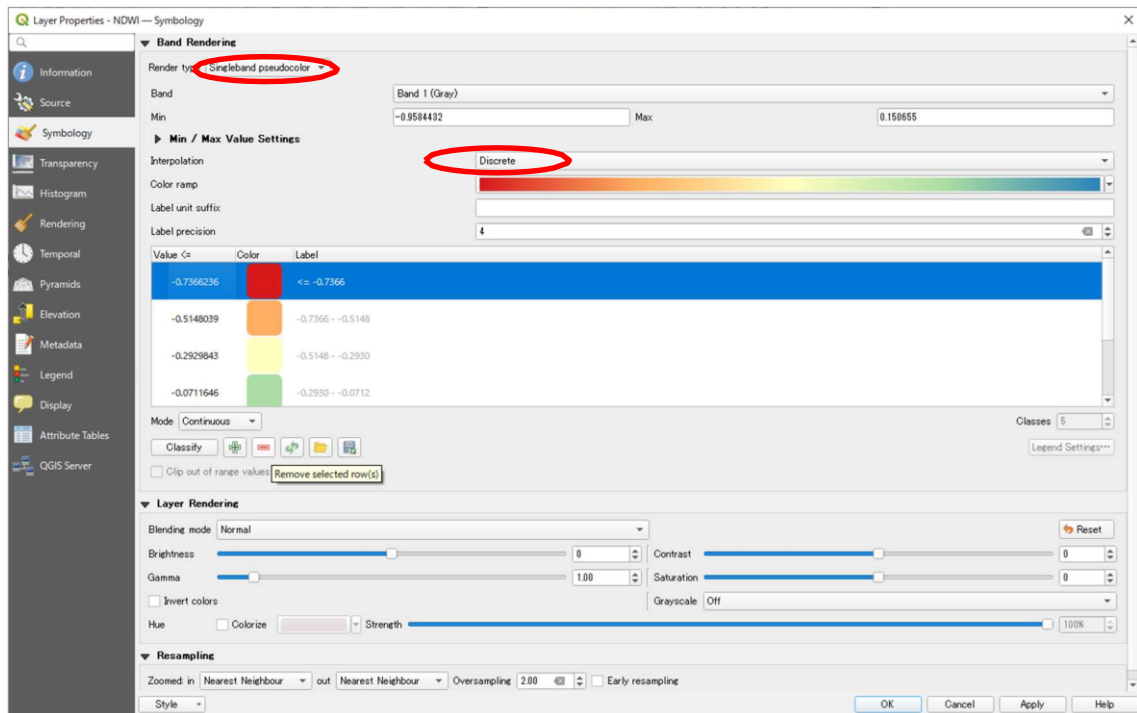 Layer Properties - NDWI — Symbology
Information
Source
Symbology
Transparency
Histogram
Rendering
Temporal
Pyramids
Elevation
Metadata
Legend
Display
Attribute Tables
QGIS Server
Band Rendering
Render type Singleband pseudocolor
Band Band 1 (Gray)
Min -0.9584432 Max 0.150655
Min / Max Value Settings
Interpolation Discrete
Color ramp
Label unit suffix
Label precision 4
Value <= Color Label
-0.7366236 <= -0.7366
-0.5148039 -0.7366 - -0.5148
-0.2929843 -0.5148 - -0.2930
-0.0711646 -0.2930 - -0.0712
Mode Continuous Classes 5
Classify Legend Settings...
Clip out of range values
Remove selected row(s)
Layer Rendering
Blending mode Normal Reset
Brightness 0 Contrast 0
Gamma 1.00 Saturation 0
Invert colors Grayscale Off
Hue Colorize Strength 100%
Resampling
Zoomed: in Nearest Neighbour out Nearest Neighbour Oversampling 2.00 Early resampling
Style OK Cancel Apply Help